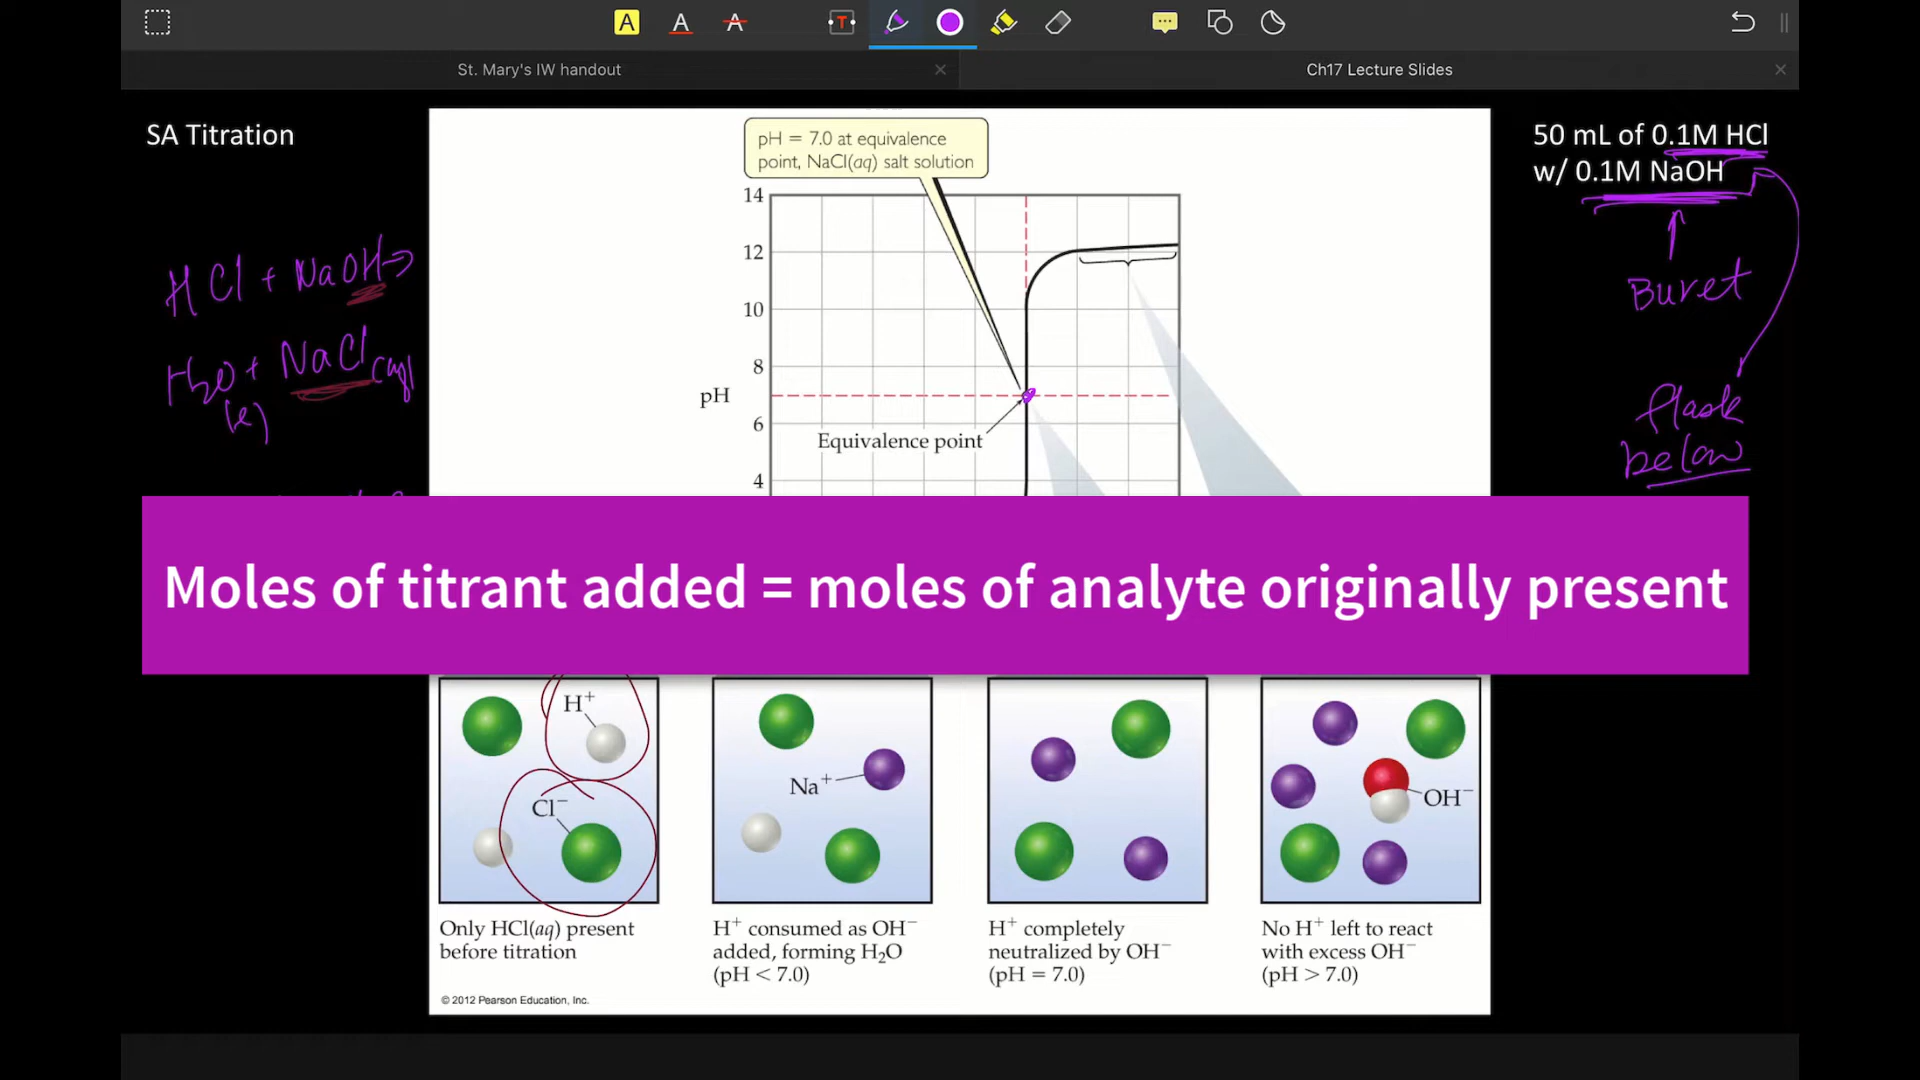 A A A T
St. Mary's IW handout
Ch17 Lecture Slides
SA Titration
HCl + NaOH →
H2O + NaCl(aq)
(l)
pH = 7.0 at equivalence
point, NaCl(aq) salt solution
14
12
10
8
pH
6
4
Equivalence point
50 mL of 0.1M HCl
w/ 0.1M NaOH
Buret
flask
below
Moles of titrant added = moles of analyte originally present
H⁺
Cl⁻
Only HCl(aq) present
before titration
Na⁺
H⁺ consumed as OH⁻
added, forming H₂O
(pH < 7.0)
H⁺ completely
neutralized by OH⁻
(pH = 7.0)
OH⁻
No H⁺ left to react
with excess OH⁻
(pH > 7.0)
© 2012 Pearson Education, Inc.